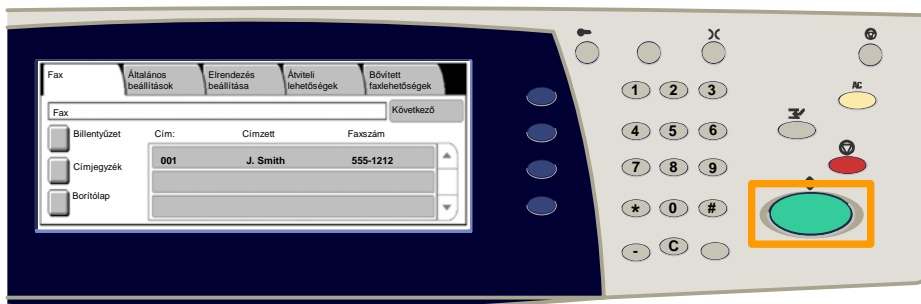 Fax
Általános
beállítások
Elrendezés
beállítása
Átviteli
lehetőségek
Bővített
faxlehetőségek
Fax
Következő
Billentyűzet
Címjegyzék
Borítólap
Cím: Címzett Faxszám
001 J. Smith 555-1212
1 2 3
4 5 6
7 8 9
* 0 #
- C
AC